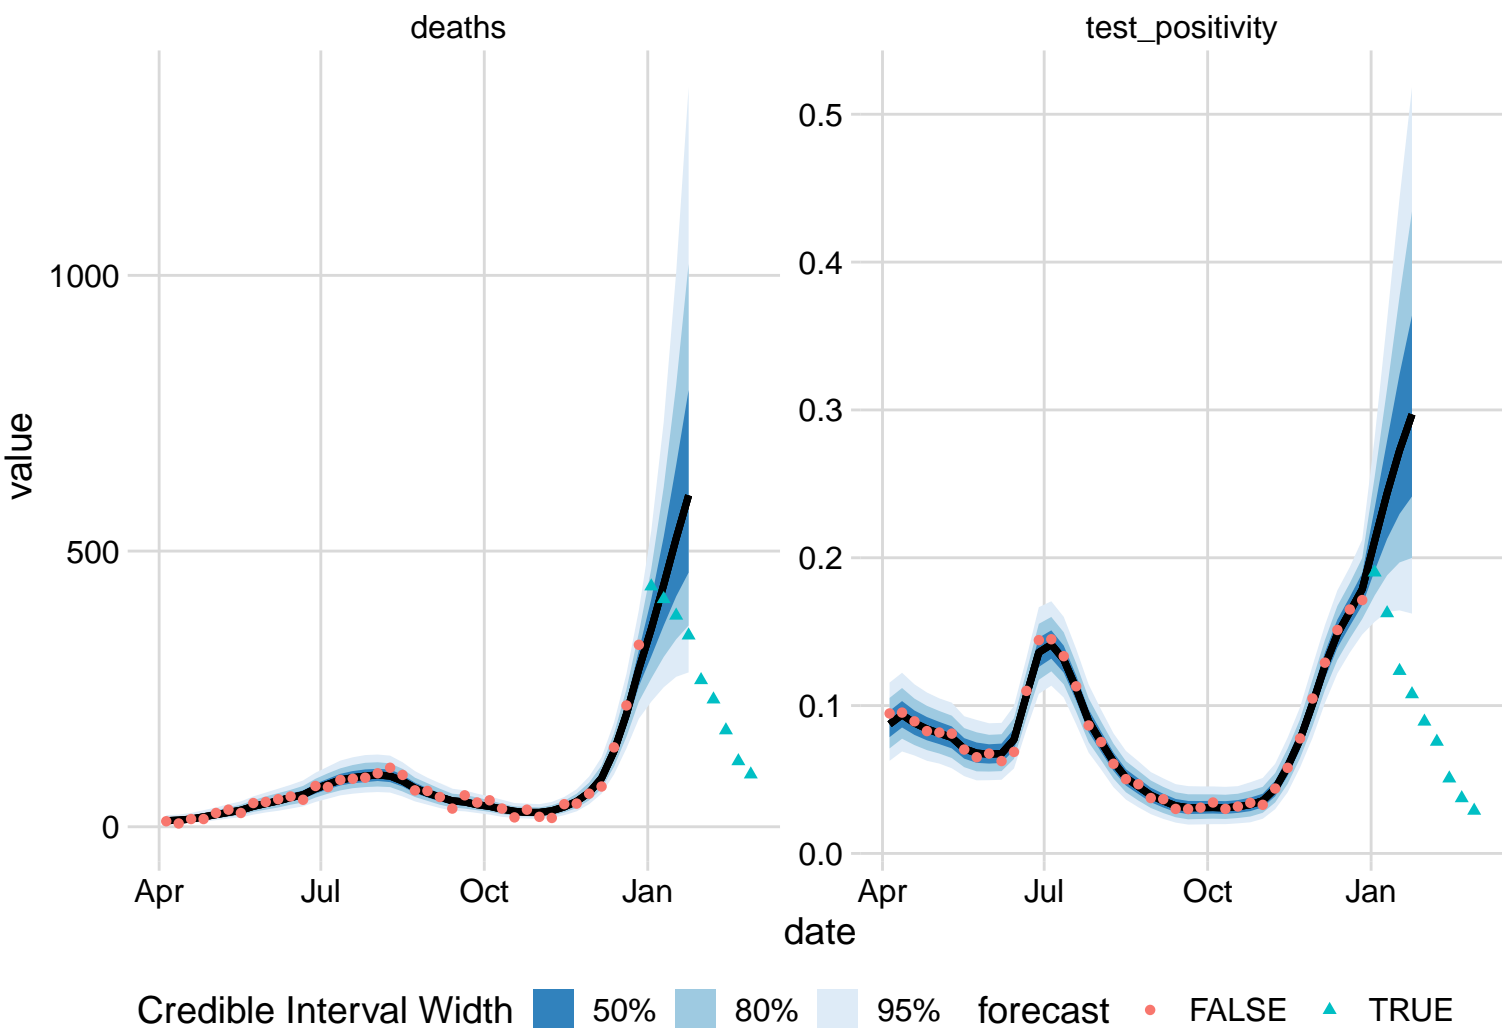 deaths
test_positivity
value
1000
500
0
0.5
0.4
0.3
0.2
0.1
0.0
Apr Jul Oct Jan
Apr Jul Oct Jan
date
Credible Interval Width 50% 80% 95% forecast FALSE TRUE